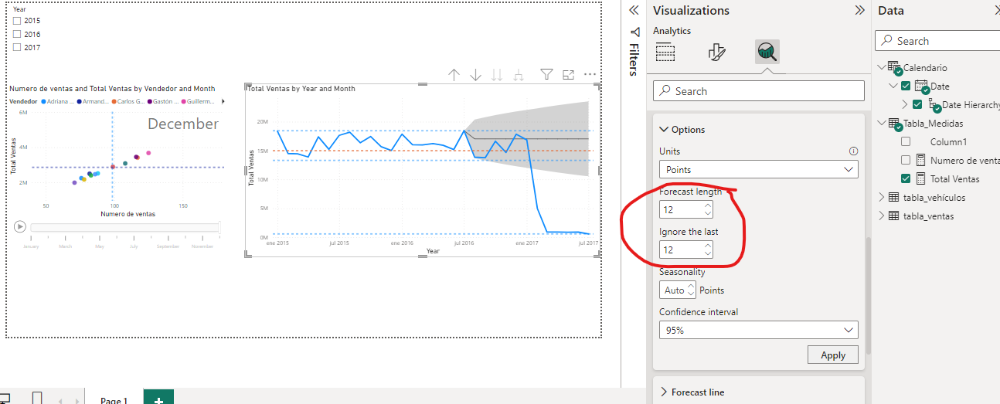 Year
2015
2016
2017
Numero de ventas and Total Ventas by Vendedor and Month
Vendedor Adriana ... Armand... Carlos G... Gastón ... Guillerm...
6M
4M
2M
Total Ventas
December
50 100 150
Numero de ventas
January March May July September November
Total Ventas by Year and Month
20M
15M
10M
5M
0M
Total Ventas
ene 2015 jul 2015 ene 2016 jul 2016 ene 2017 jul 2017
Year
Page 1
Filters
Visualizations
Analytics
Search
Options
Units
Points
Forecast length
12
Ignore the last
12
Seasonality
Auto Points
Confidence interval
95%
Apply
Forecast line
Data
Search
Calendario
Date
Date Hierarchy
Tabla_Medidas
Column1
Numero de venta
Total Ventas
tabla_vehículos
tabla_ventas